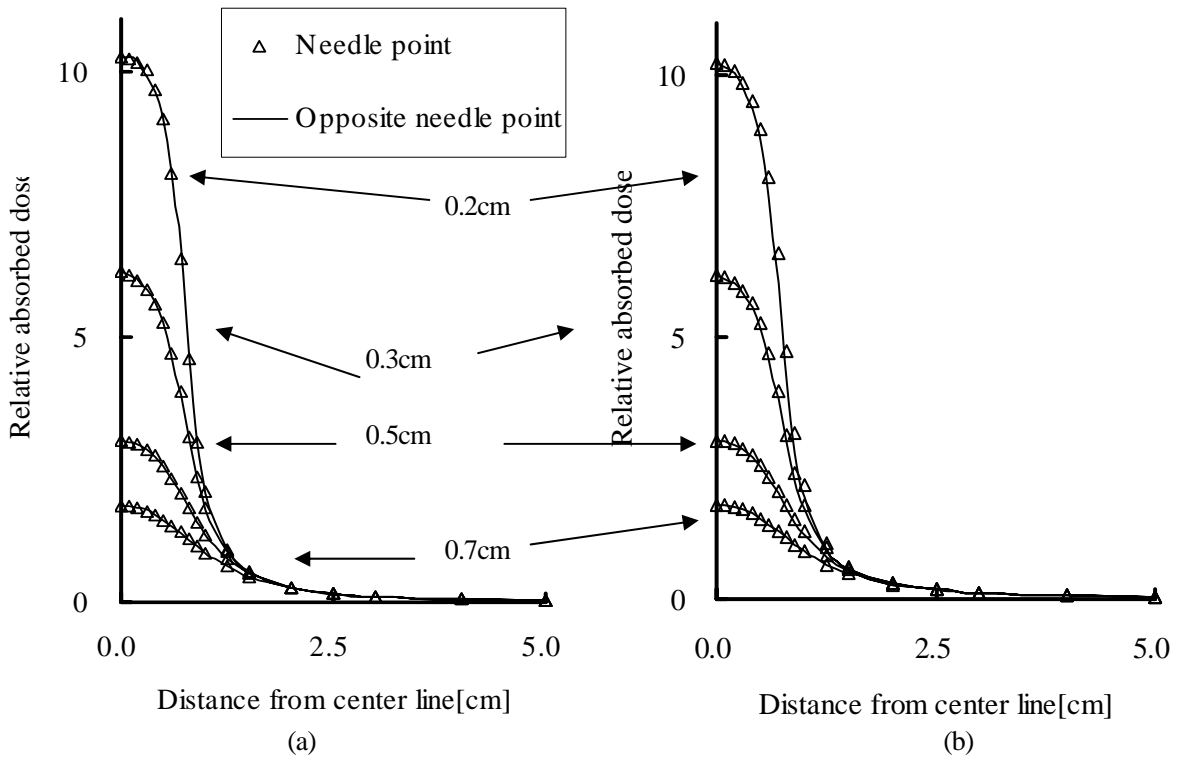 Needle point
Opposite needle point
10
5
0
Relative absorbed dose
0.0
2.5
5.0
Distance from center line[cm]
(a)
0.2cm
0.3cm
0.5cm
0.7cm
10
5
0
Relative absorbed dose
0.0
2.5
5.0
Distance from center line[cm]
(b)